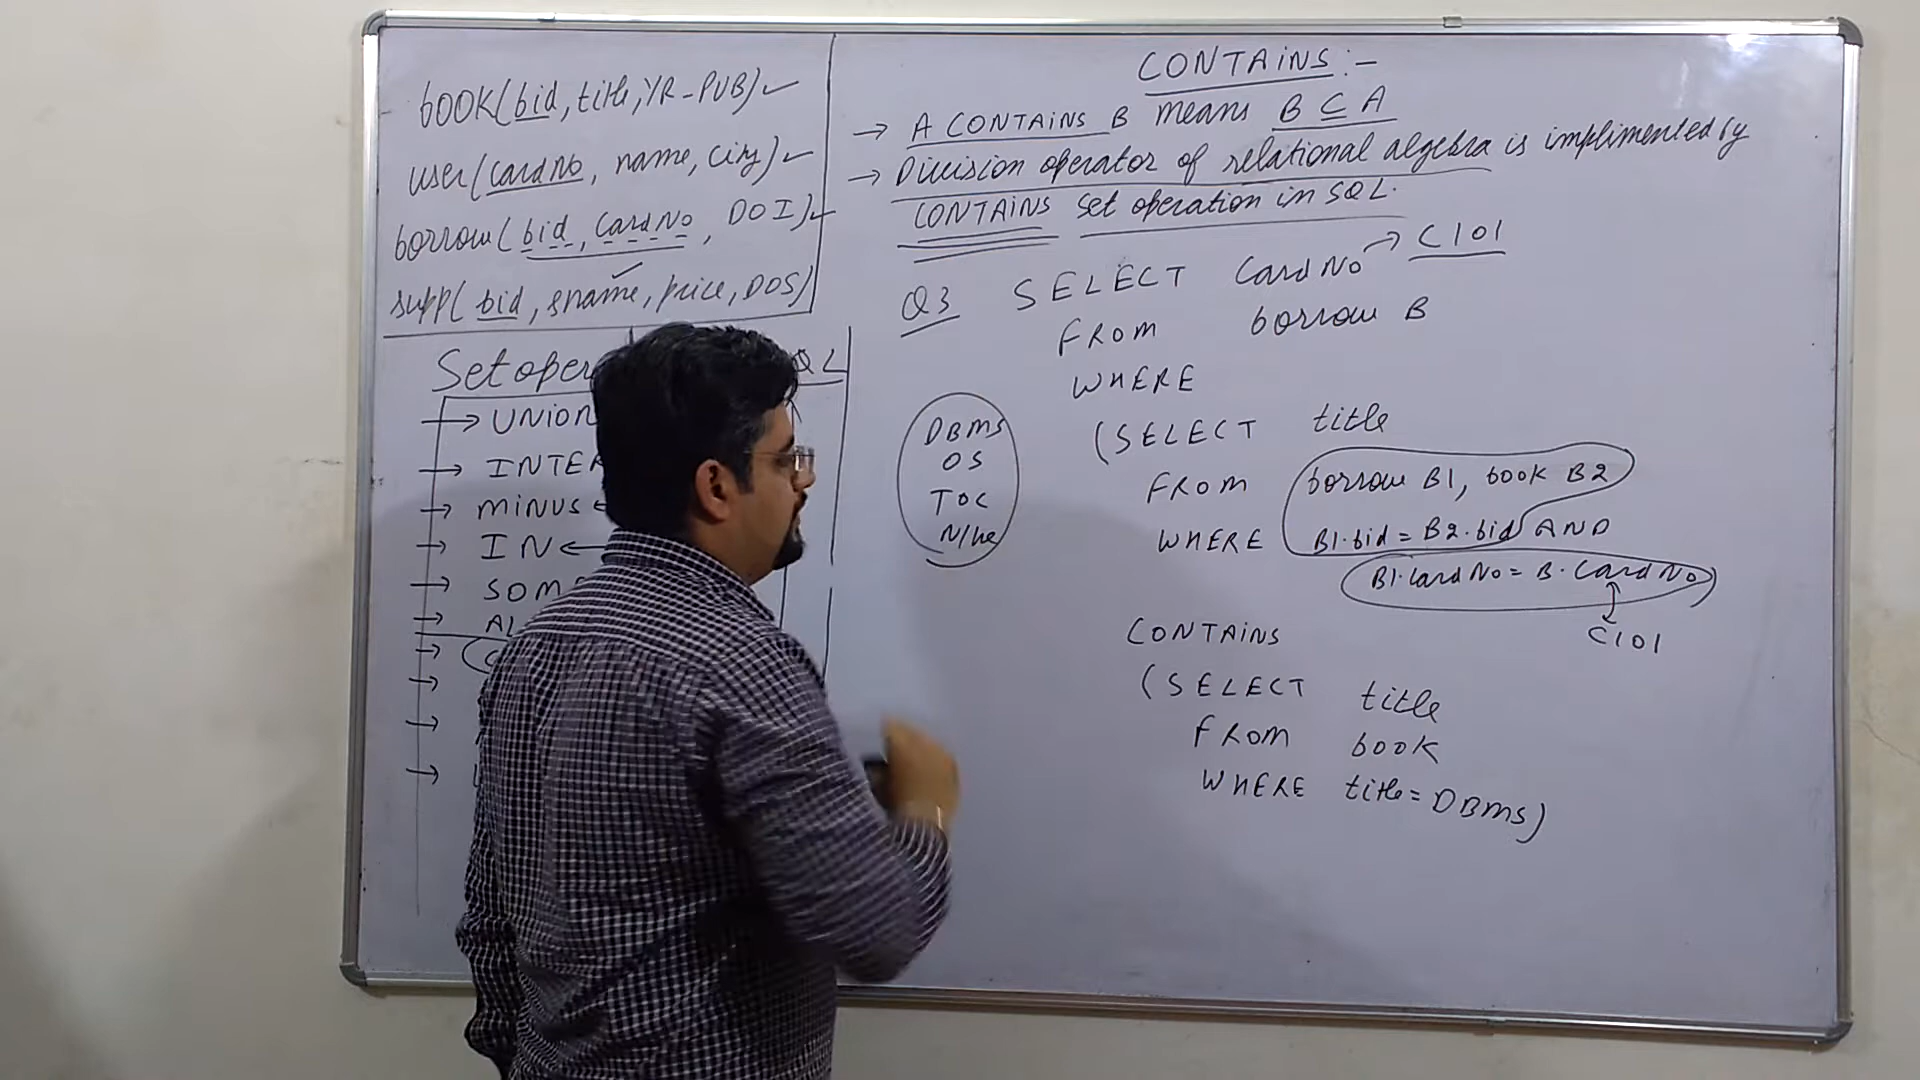 book(bid, title, YR-PUB)
user(cardNo, name, city)
borrow(bid, cardNo, DOI)
supp(bid, sname, price, DOS)
Set oper
QL
→ UNION
→ INTER
→ MINUS ←
→ IN ←
→ SOM
→ AL
CONTAINS :-
→ A CONTAINS B means B ⊆ A
→ Division operator of relational algebra is implimented by
CONTAINS set operation in SQL.
Q3 SELECT cardNo → C101
FROM borrow B
WHERE
(SELECT title
FROM borrow B1, book B2
WHERE B1.bid = B2.bid AND
B1.cardNo = B.cardNo
C101
CONTAINS
(SELECT title
FROM book
WHERE title = DBMS)
DBMS
OS
TOC
N/w